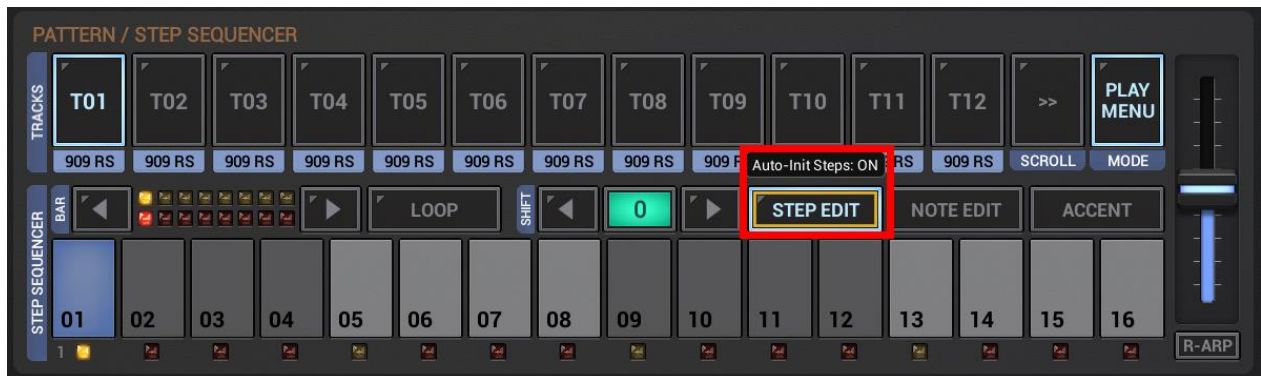 PATTERN / STEP SEQUENCER
TRACKS
T01 T02 T03 T04 T05 T06 T07 T08 T09 T10 T11 T12 >> PLAY MENU
909 RS 909 RS 909 RS 909 RS 909 RS 909 RS 909 RS 909 RS 909 RS 909 RS SCROLL MODE
Auto-Init Steps: ON
STEP SEQUENCER
BAR LOOP SHIFT 0 STEP EDIT NOTE EDIT ACCENT
01 02 03 04 05 06 07 08 09 10 11 12 13 14 15 16
1 R-ARP